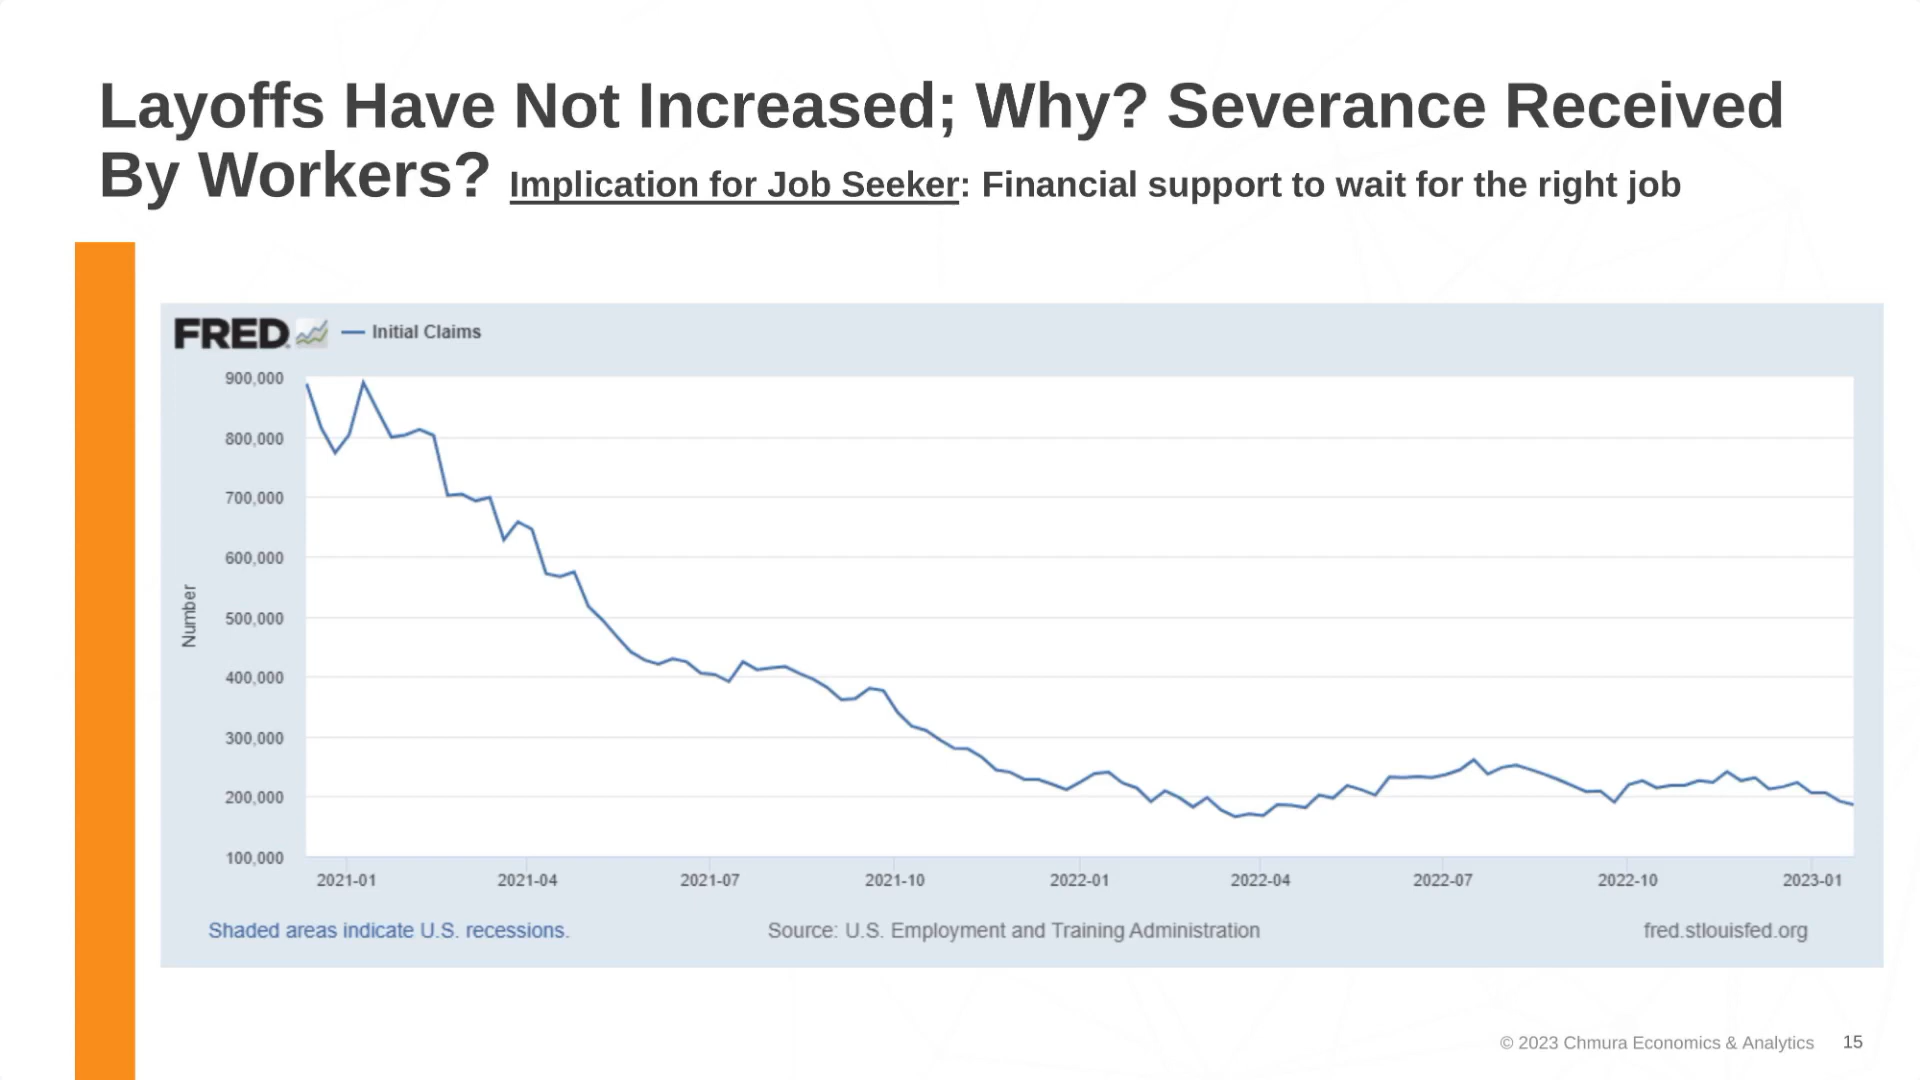 Layoffs Have Not Increased; Why? Severance Received
By Workers? Implication for Job Seeker: Financial support to wait for the right job
FRED Initial Claims
900,000
800,000
700,000
600,000
500,000
400,000
300,000
200,000
100,000
Number
2021-01 2021-04 2021-07 2021-10 2022-01 2022-04 2022-07 2022-10 2023-01
Shaded areas indicate U.S. recessions. Source: U.S. Employment and Training Administration fred.stlouisfed.org
© 2023 Chmura Economics & Analytics 15